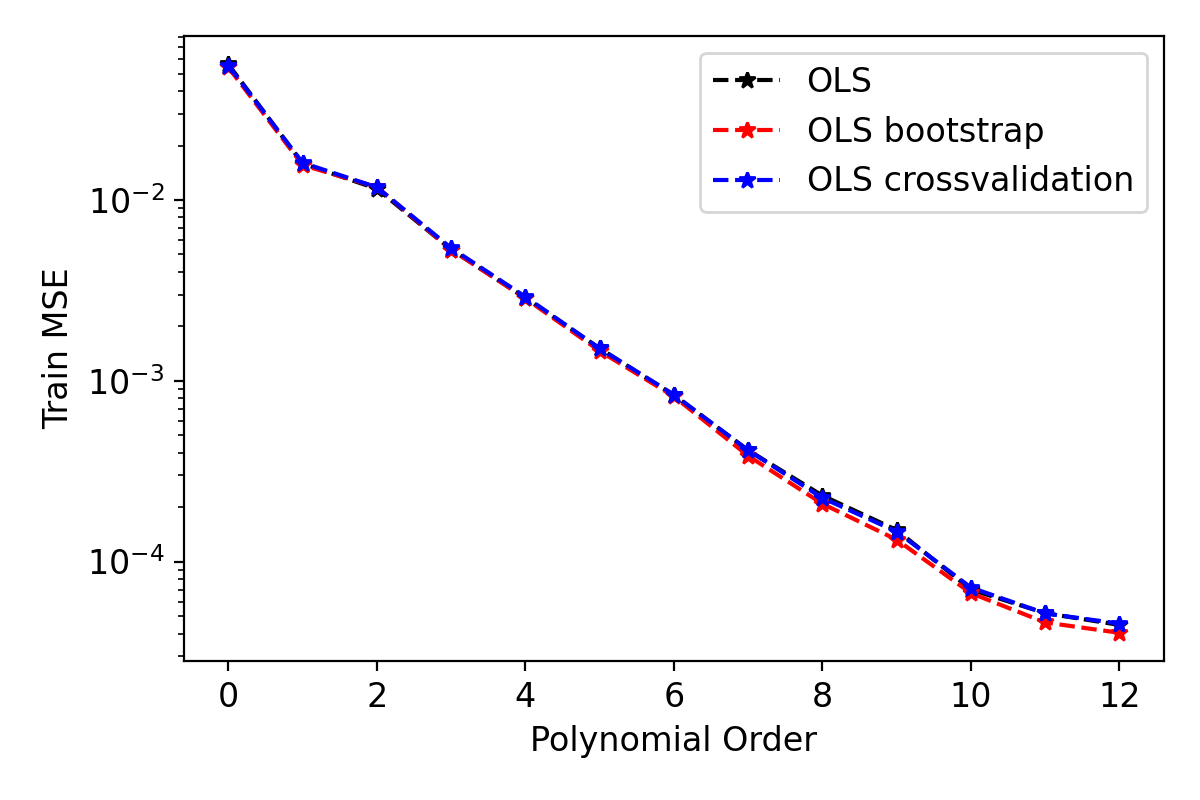 OLS
OLS bootstrap
OLS crossvalidation
10⁻²
10⁻³
10⁻⁴
Train MSE
0 2 4 6 8 10 12
Polynomial Order